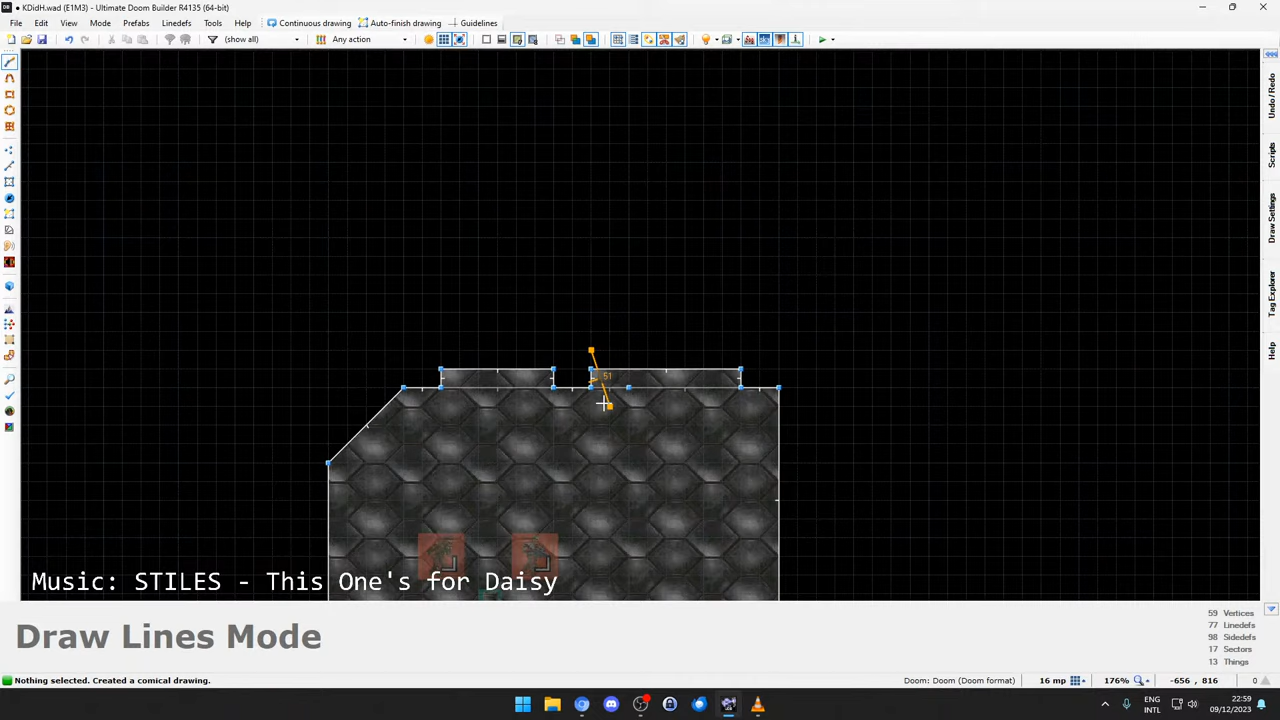 KDidH.wad (E1M3) - Ultimate Doom Builder R4135 (64-bit)
File Edit View Mode Prefabs Linedefs Tools Help Continuous drawing Auto-finish drawing Guidelines
(show all) Any action
Undo / Redo
Scripts
Draw Settings
Tag Explorer
Help
51
Music: STILES - This One's for Daisy
Draw Lines Mode
59 Vertices
77 Linedefs
98 Sidedefs
17 Sectors
13 Things
Nothing selected. Created a comical drawing.
Doom: Doom (Doom format) 16 mp 176% -656 , 816 0
ENG
INTL
22:59
09/12/2023